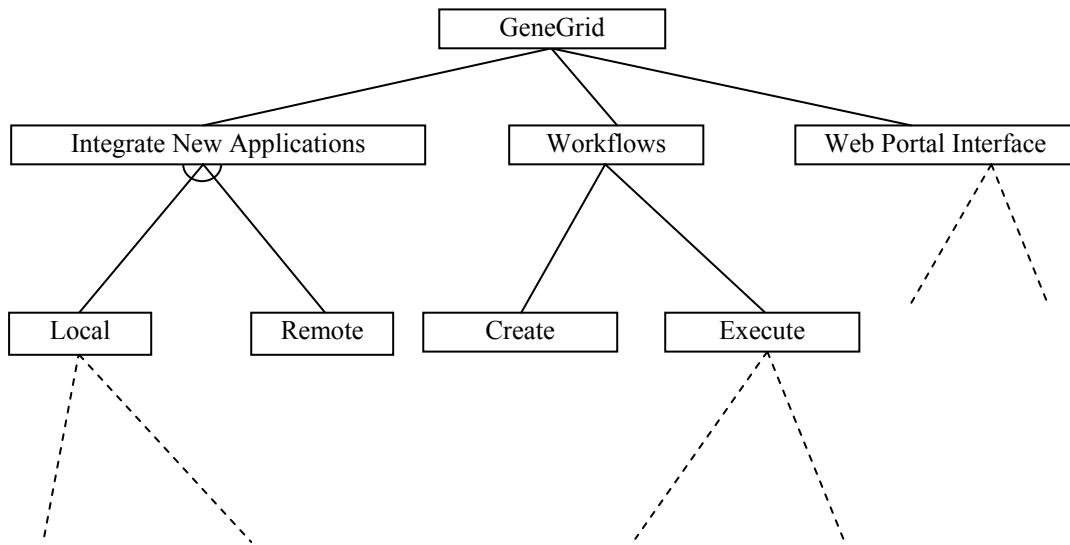 GeneGrid
Integrate New Applications
Workflows
Web Portal Interface
Local
Remote
Create
Execute